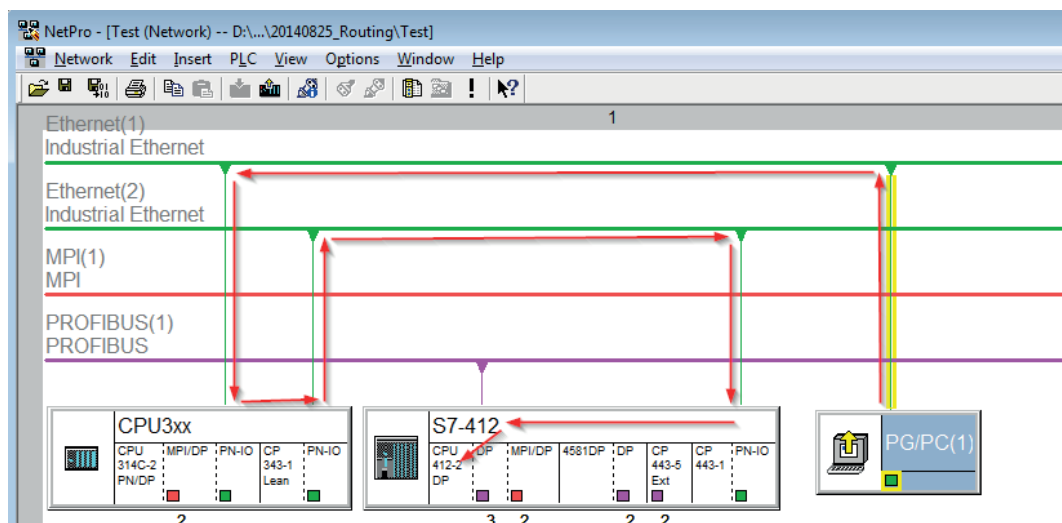 NetPro - [Test (Network) -- D:\...\20140825_Routing\Test]
Network Edit Insert PLC View Options Window Help
1
Ethernet(1)
Industrial Ethernet
Ethernet(2)
Industrial Ethernet
MPI(1)
MPI
PROFIBUS(1)
PROFIBUS
CPU3xx
CPU 314C-2 PN/DP
MPI/DP
PN-IO
CP 343-1 Lean
PN-IO
2
S7-412
CPU 412-2 DP
DP
MPI/DP
4581DP
DP
CP 443-5 Ext
CP 443-1
PN-IO
3 2 2 2
PG/PC(1)